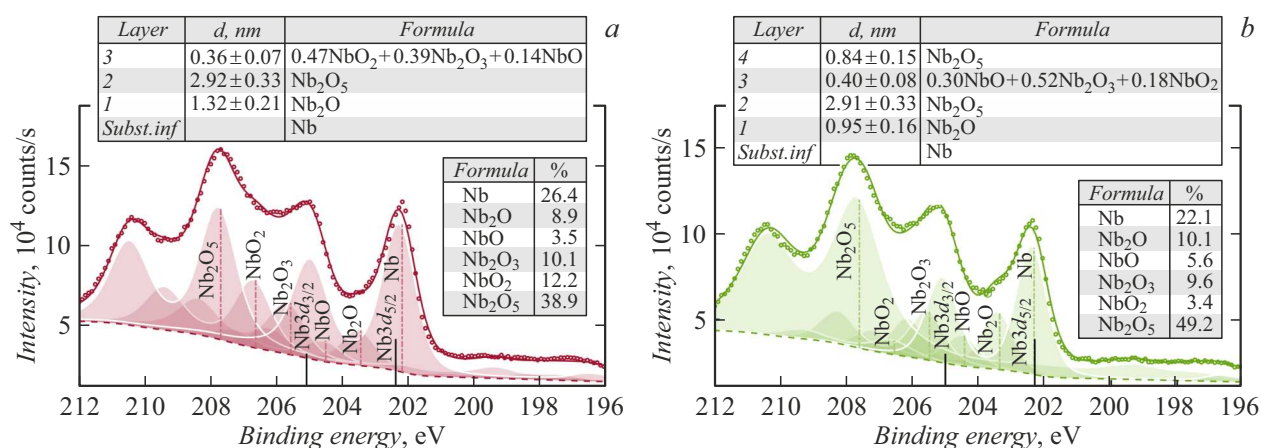 a
Layer d, nm Formula
3 0.36±0.07 0.47NbO₂+0.39Nb₂O₃+0.14NbO
2 2.92±0.33 Nb₂O₅
1 1.32±0.21 Nb₂O
Subst.inf Nb
Formula %
Nb 26.4
Nb₂O 8.9
NbO 3.5
Nb₂O₃ 10.1
NbO₂ 12.2
Nb₂O₅ 38.9
Intensity, 10⁴ counts/s
15
10
5
Nb₂O₅
NbO₂
Nb₂O₃
Nb3d₃/₂
NbO
Nb₂O
Nb3d₅/₂
Nb
212 210 208 206 204 202 200 198 196
Binding energy, eV
b
Layer d, nm Formula
4 0.84±0.15 Nb₂O₅
3 0.40±0.08 0.30NbO+0.52Nb₂O₃+0.18NbO₂
2 2.91±0.33 Nb₂O₅
1 0.95±0.16 Nb₂O
Subst.inf Nb
Formula %
Nb 22.1
Nb₂O 10.1
NbO 5.6
Nb₂O₃ 9.6
NbO₂ 3.4
Nb₂O₅ 49.2
Intensity, 10⁴ counts/s
15
10
5
Nb₂O₅
NbO₂
Nb₂O₃
Nb3d₃/₂
NbO
Nb₂O
Nb3d₅/₂
Nb
212 210 208 206 204 202 200 198 196
Binding energy, eV